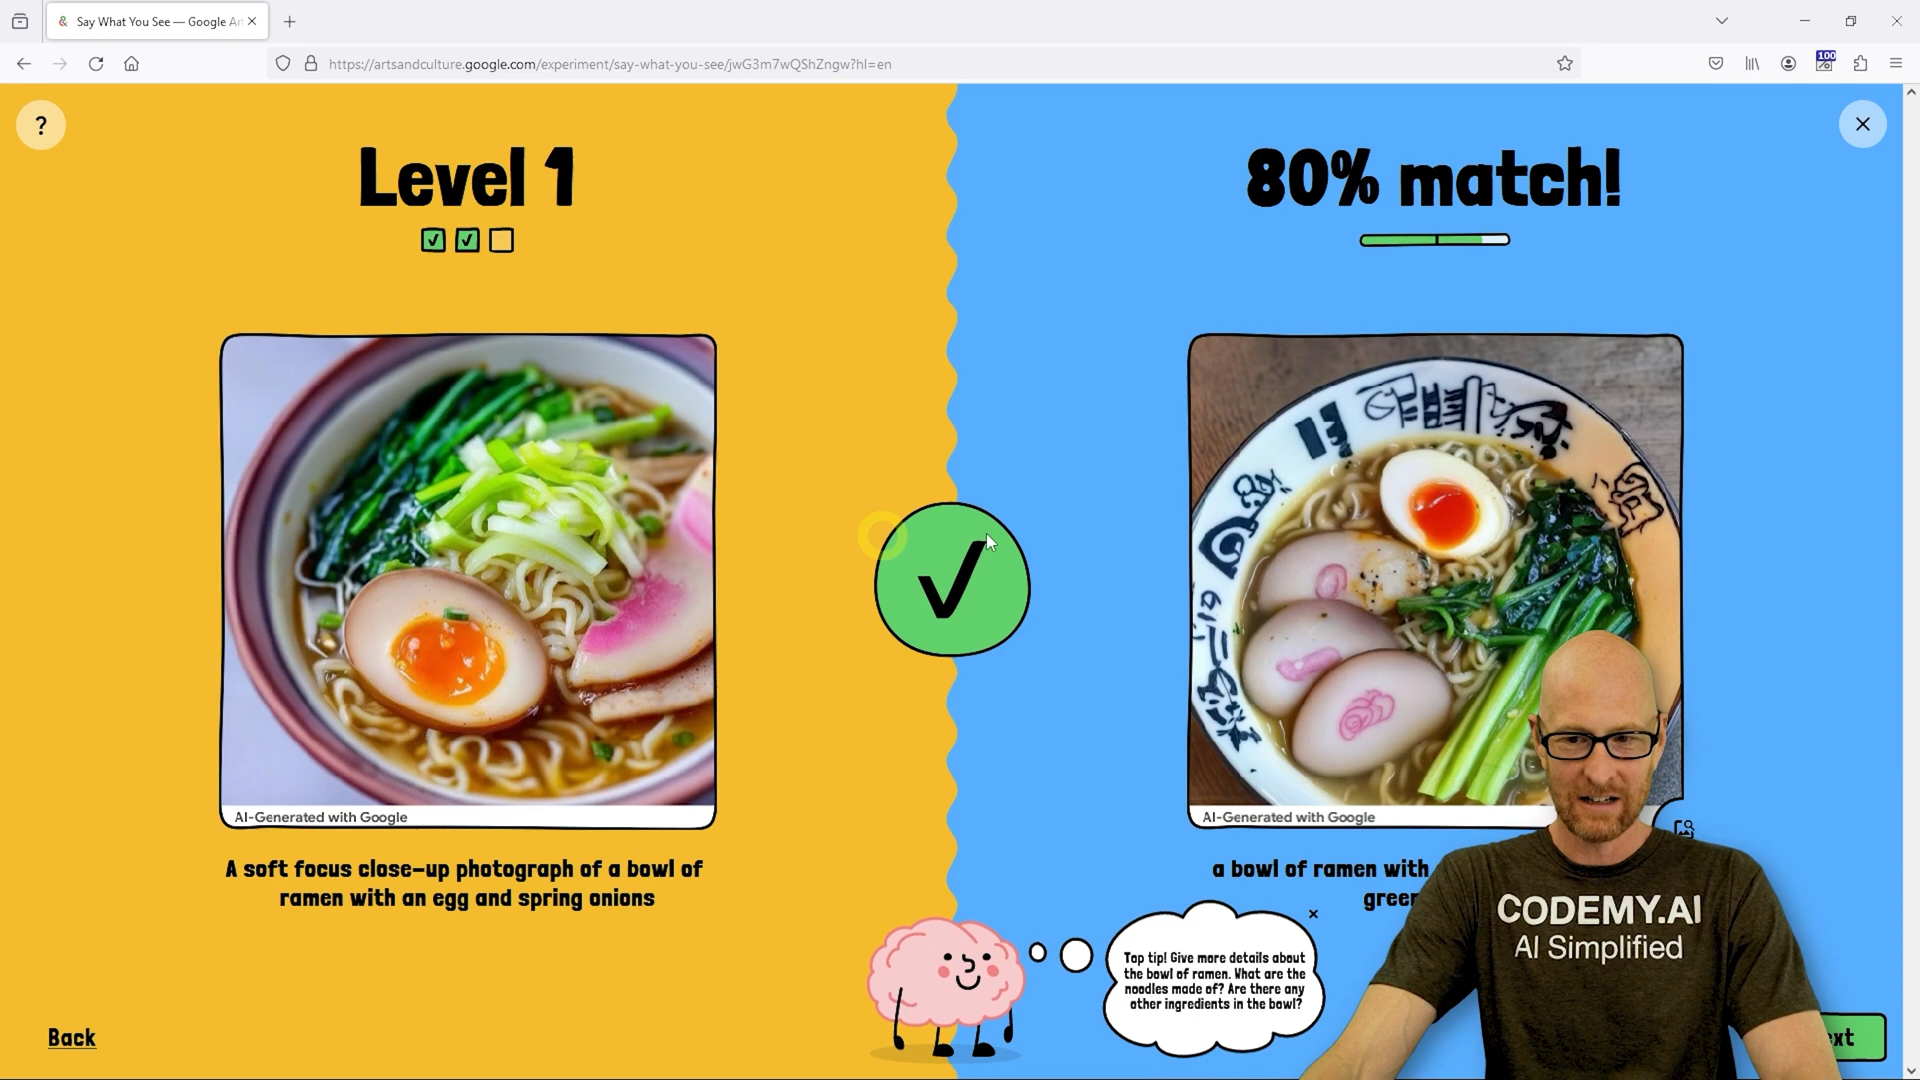 Say What You See — Google Ar
https://artsandculture.google.com/experiment/say-what-you-see/jwG3m7wQShZngw?hl=en
100
?
Level 1
80% match!
AI-Generated with Google
AI-Generated with Google
A soft focus close-up photograph of a bowl of
ramen with an egg and spring onions
a bowl of ramen with
Top tip! Give more details about
the bowl of ramen. What are the
noodles made of? Are there any
other ingredients in the bowl?
CODEMY.AI
AI Simplified
Back